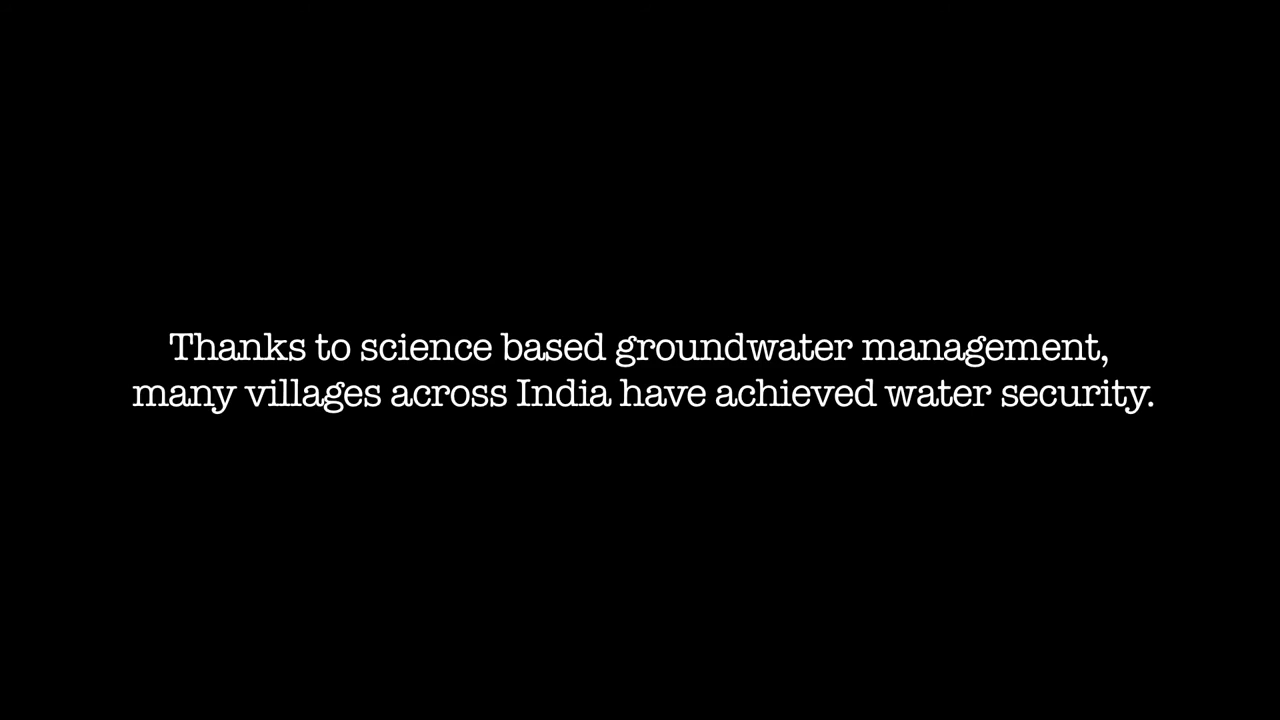 Thanks to science based groundwater management,
many villages across India have achieved water security.